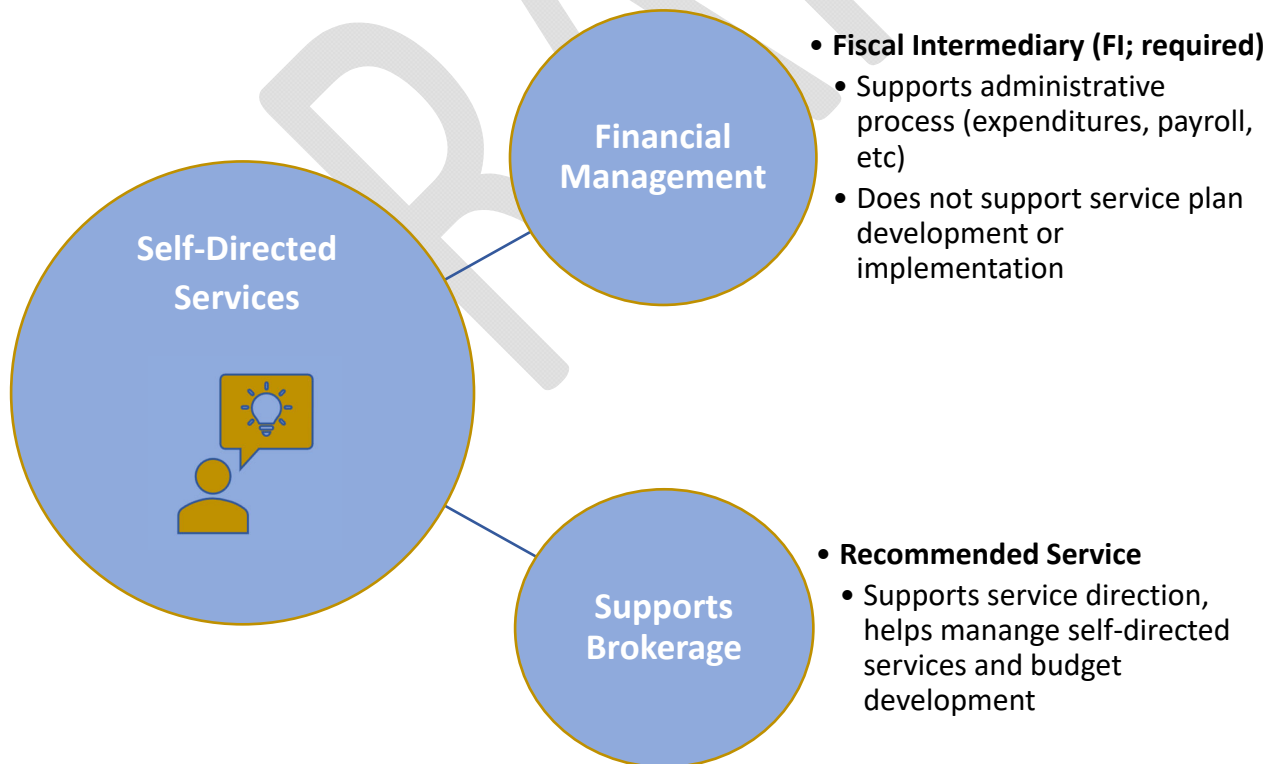 Financial
Management
• Fiscal Intermediary (FI; required)
• Supports administrative
process (expenditures, payroll,
etc)
• Does not support service plan
development or
implementation
Self-Directed
Services
Supports
Brokerage
• Recommended Service
• Supports service direction,
helps manange self-directed
services and budget
development